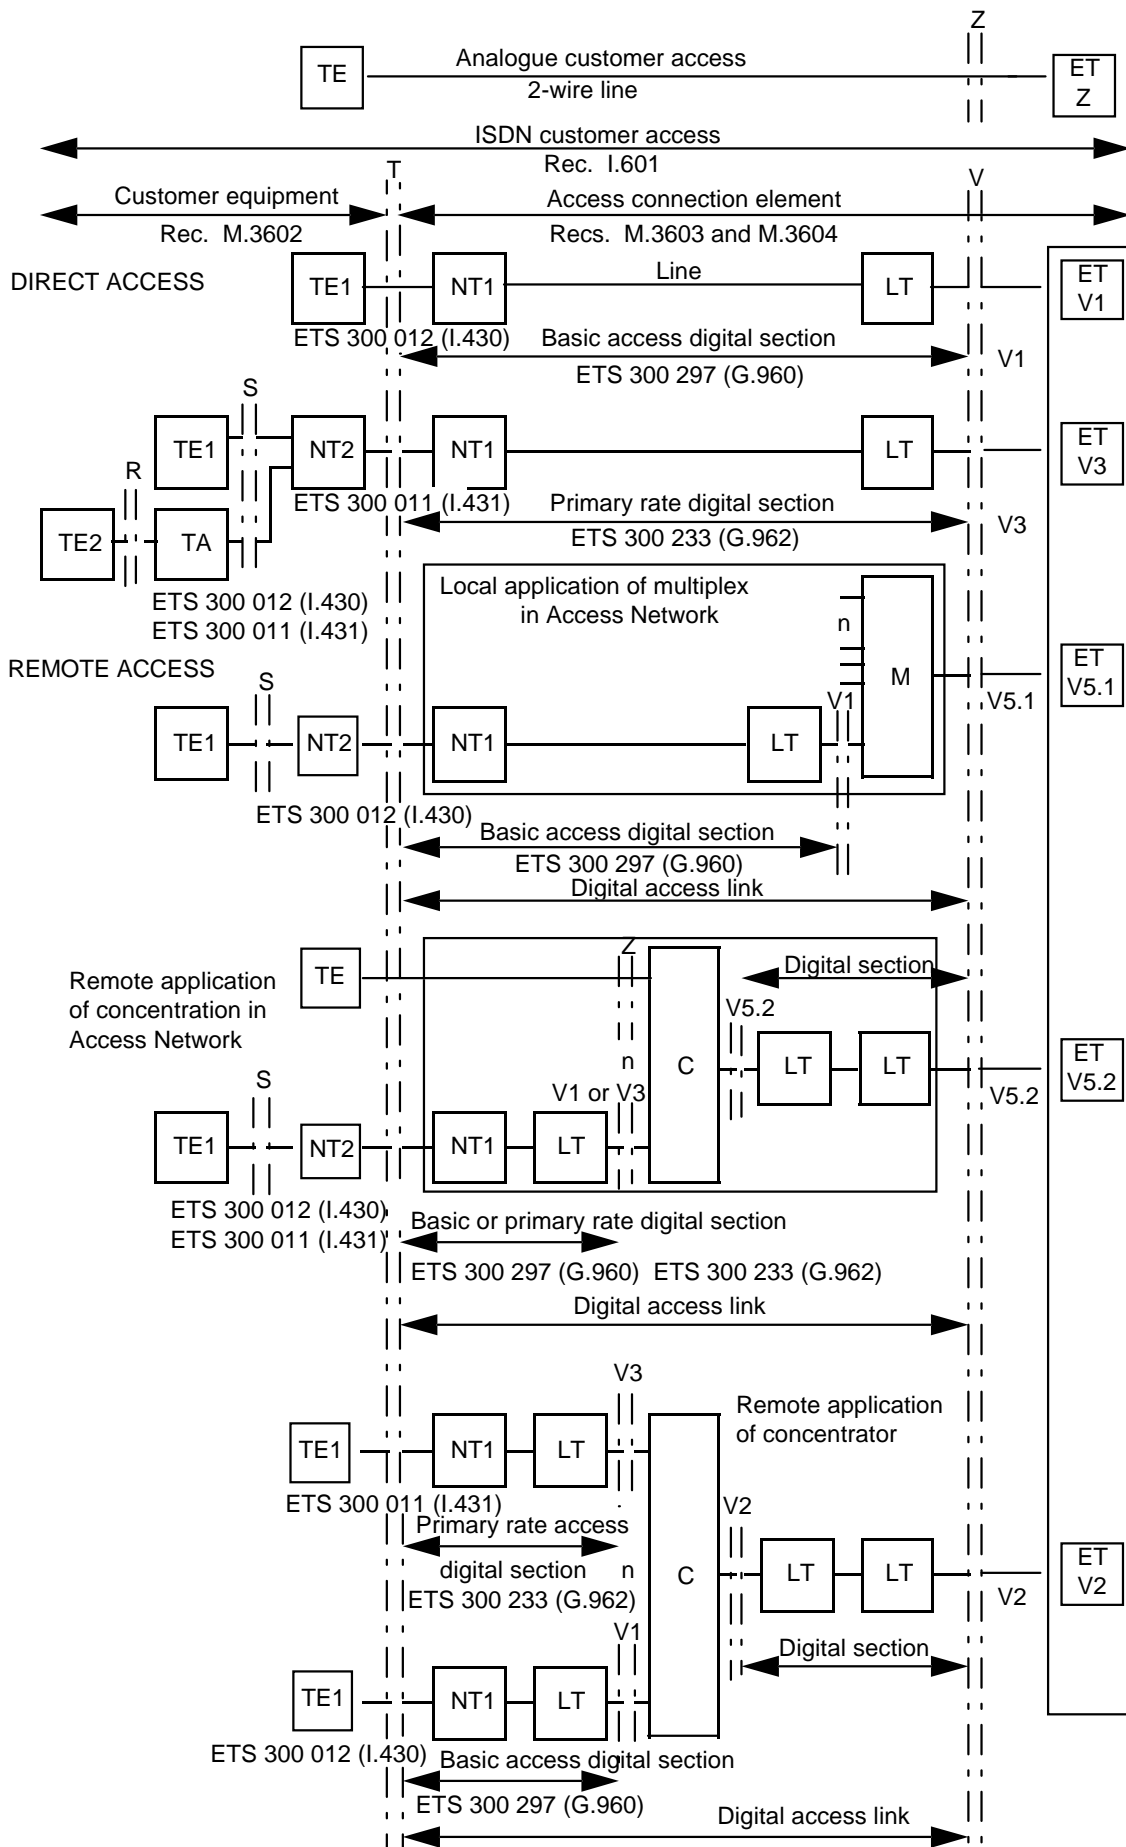 Z
TE
Analogue customer access
2-wire line
ET
Z
ISDN customer access
Rec. I.601
T
V
Customer equipment
Rec. M.3602
Access connection element
Recs. M.3603 and M.3604
DIRECT ACCESS
TE1
NT1
Line
LT
ET
V1
ETS 300 012 (I.430)
Basic access digital section
ETS 300 297 (G.960)
V1
S
TE1
NT2
NT1
LT
ET
V3
R
ETS 300 011 (I.431)
Primary rate digital section
ETS 300 233 (G.962)
V3
TE2
TA
ETS 300 012 (I.430)
ETS 300 011 (I.431)
Local application of multiplex
in Access Network
n
M
REMOTE ACCESS
S
V1
V5.1
ET
V5.1
TE1
NT2
NT1
LT
ETS 300 012 (I.430)
Basic access digital section
ETS 300 297 (G.960)
Digital access link
Remote application
of concentration in
Access Network
TE
Z
Digital section
V5.2
n
C
LT
LT
ET
V5.2
V5.2
S
V1 or V3
TE1
NT2
NT1
LT
ETS 300 012 (I.430)
ETS 300 011 (I.431)
Basic or primary rate digital section
ETS 300 297 (G.960) ETS 300 233 (G.962)
Digital access link
V3
Remote application
of concentrator
TE1
NT1
LT
ETS 300 011 (I.431)
Primary rate access
digital section
ETS 300 233 (G.962)
n
C
V2
LT
LT
V2
ET
V2
V1
Digital section
TE1
NT1
LT
ETS 300 012 (I.430)
Basic access digital section
ETS 300 297 (G.960)
Digital access link